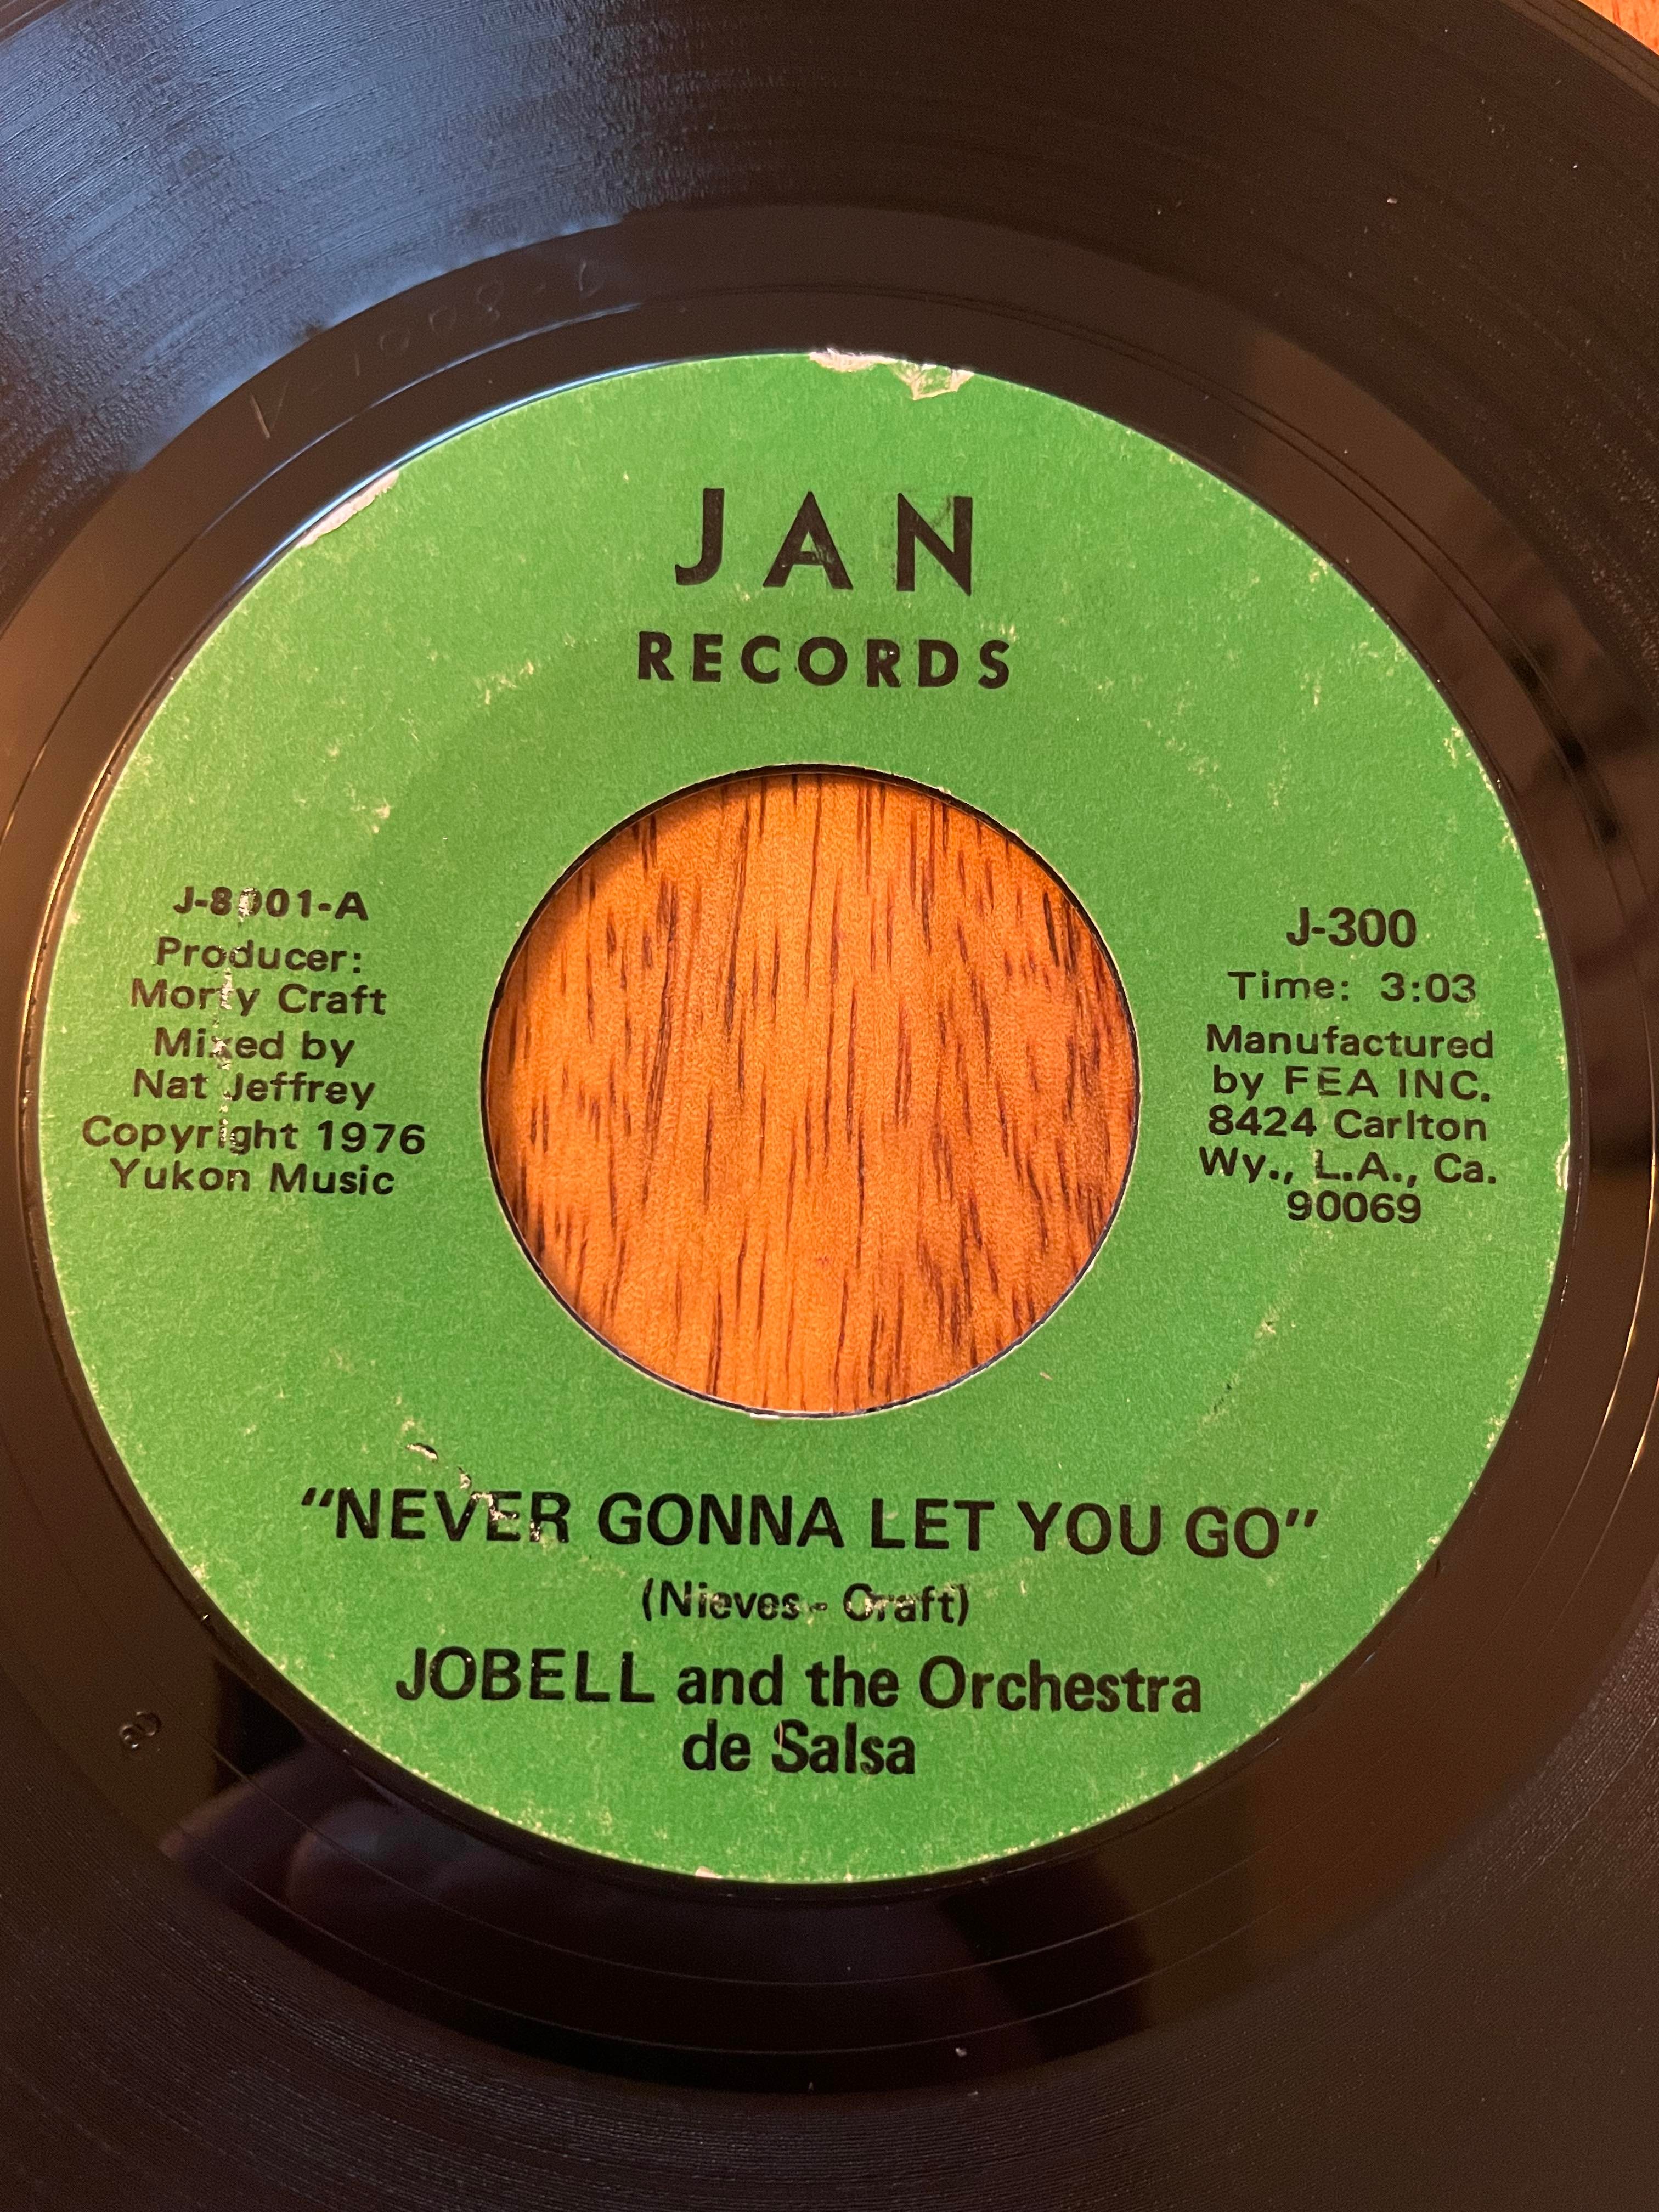 JAN
RECORDS
J-8001-A
Producer:
Morty Craft
Mixed by
Nat Jeffrey
Copyright 1976
Yukon Music
J-300
Time: 3:03
Manufactured
by FEA INC.
8424 Carlton
Wy., L.A., Ca.
90069
"NEVER GONNA LET YOU GO"
(Nieves - Craft)
JOBELL and the Orchestra
de Salsa